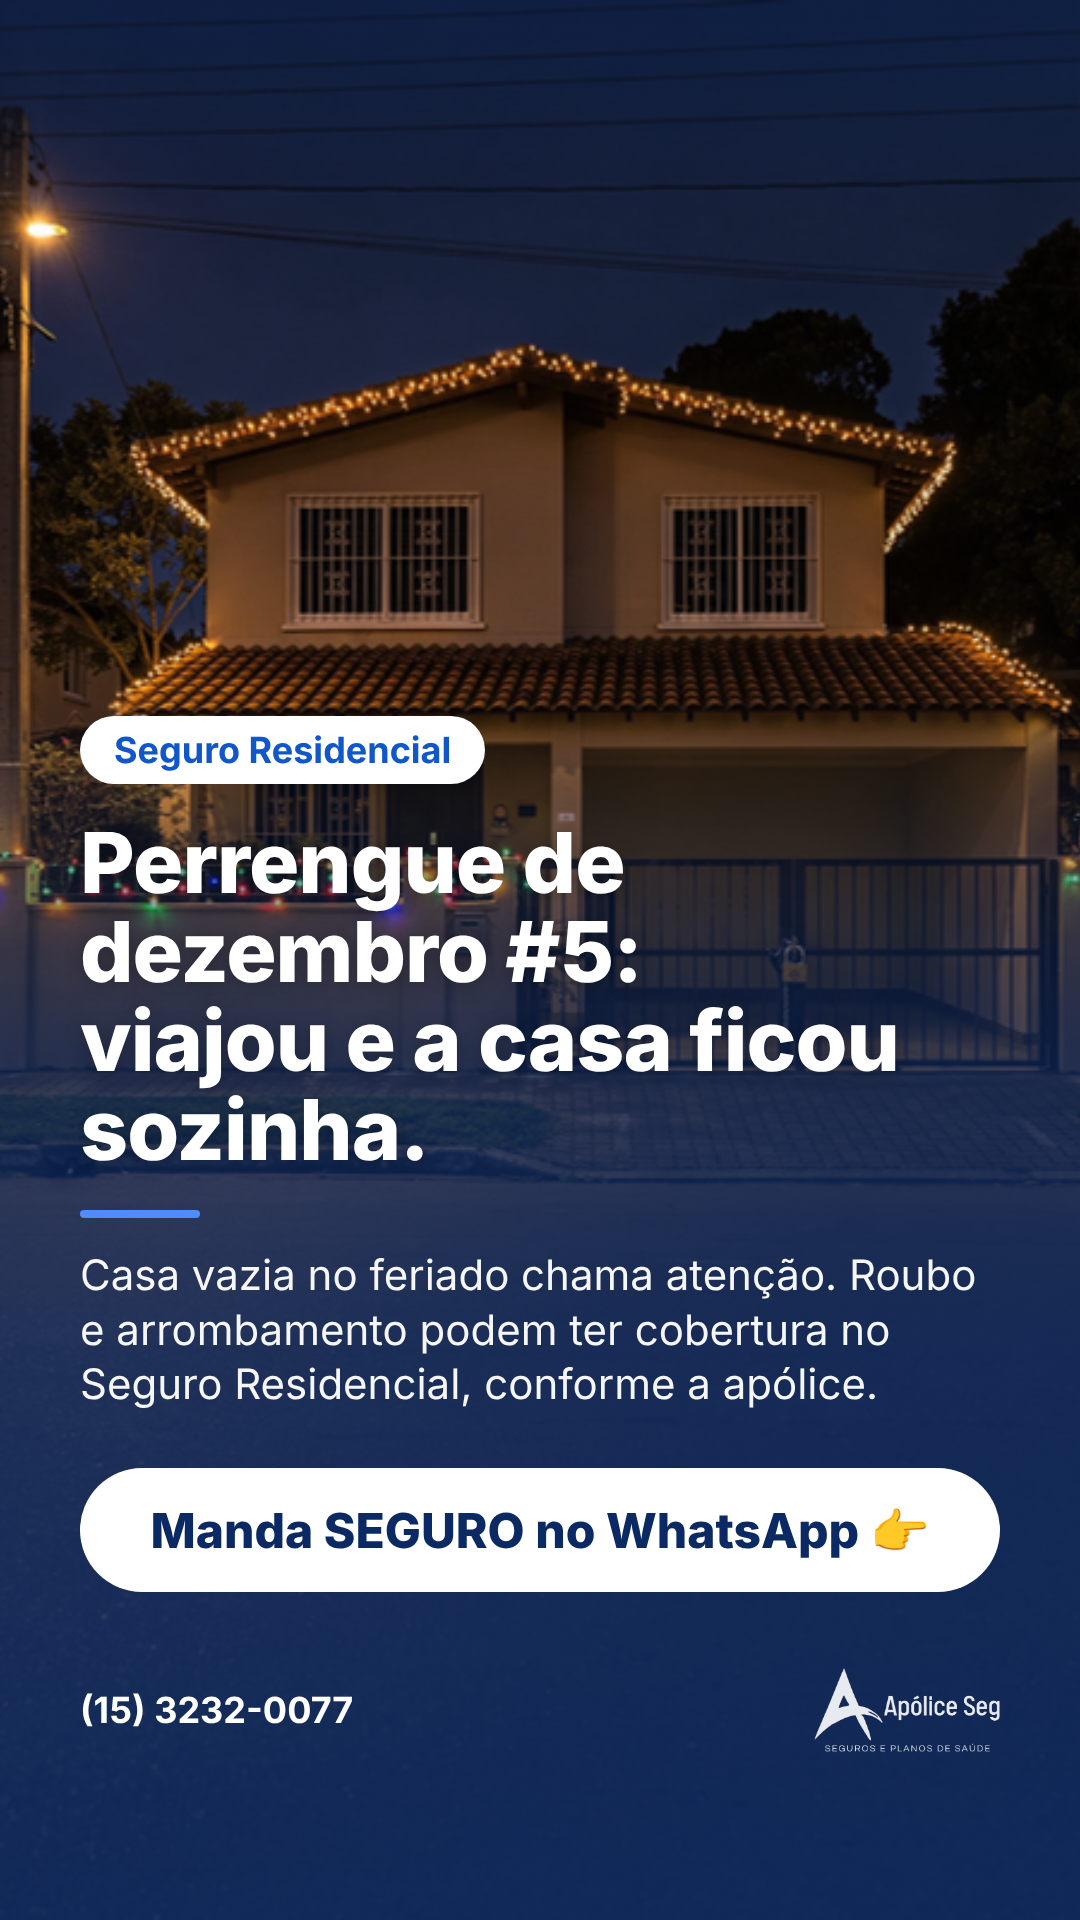 Seguro Residencial
Perrengue de
dezembro #5:
viajou e a casa ficou
sozinha.
Casa vazia no feriado chama atenção. Roubo
e arrombamento podem ter cobertura no
Seguro Residencial, conforme a apólice.
Manda SEGURO no WhatsApp 👉
(15) 3232-0077
Apólice Seg
SEGUROS E PLANOS DE SAÚDE